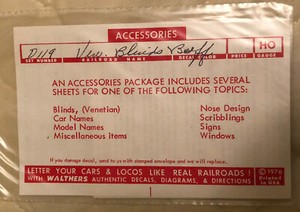 ACCESSORIES
D119 Ven. Blinds Buff
SET NUMBER RAILROAD NAME DECAL COLOR PRICE GAUGE
HO
AN ACCESSORIES PACKAGE INCLUDES SEVERAL
SHEETS FOR ONE OF THE FOLLOWING TOPICS:
Blinds, (Venetian) Nose Design
Car Names Scribblings
Model Names Signs
Miscellaneous items Windows
If you damage decal, send to us with stamped envelope and we will replace.
LETTER YOUR CARS & LOCOS LIKE REAL RAILROADS!
WITH WALTHERS AUTHENTIC DECALS, DIAGRAMS, & DIRECTIONS
© 1976
Printed in USA